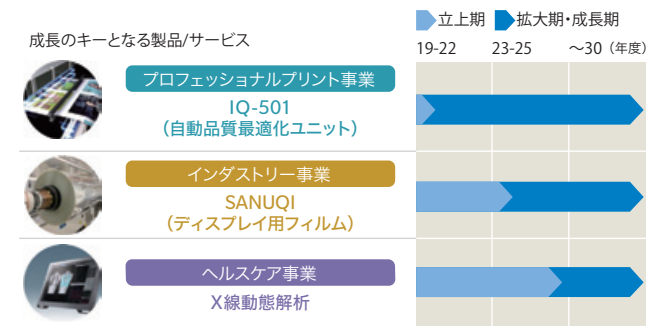 立上期 拡大期・成長期
成長のキーとなる製品/サービス
19-22 23-25 ～30（年度）
プロフェッショナルプリント事業
IQ-501
（自動品質最適化ユニット）
インダストリー事業
SANUQI
（ディスプレイ用フィルム）
ヘルスケア事業
X線動態解析